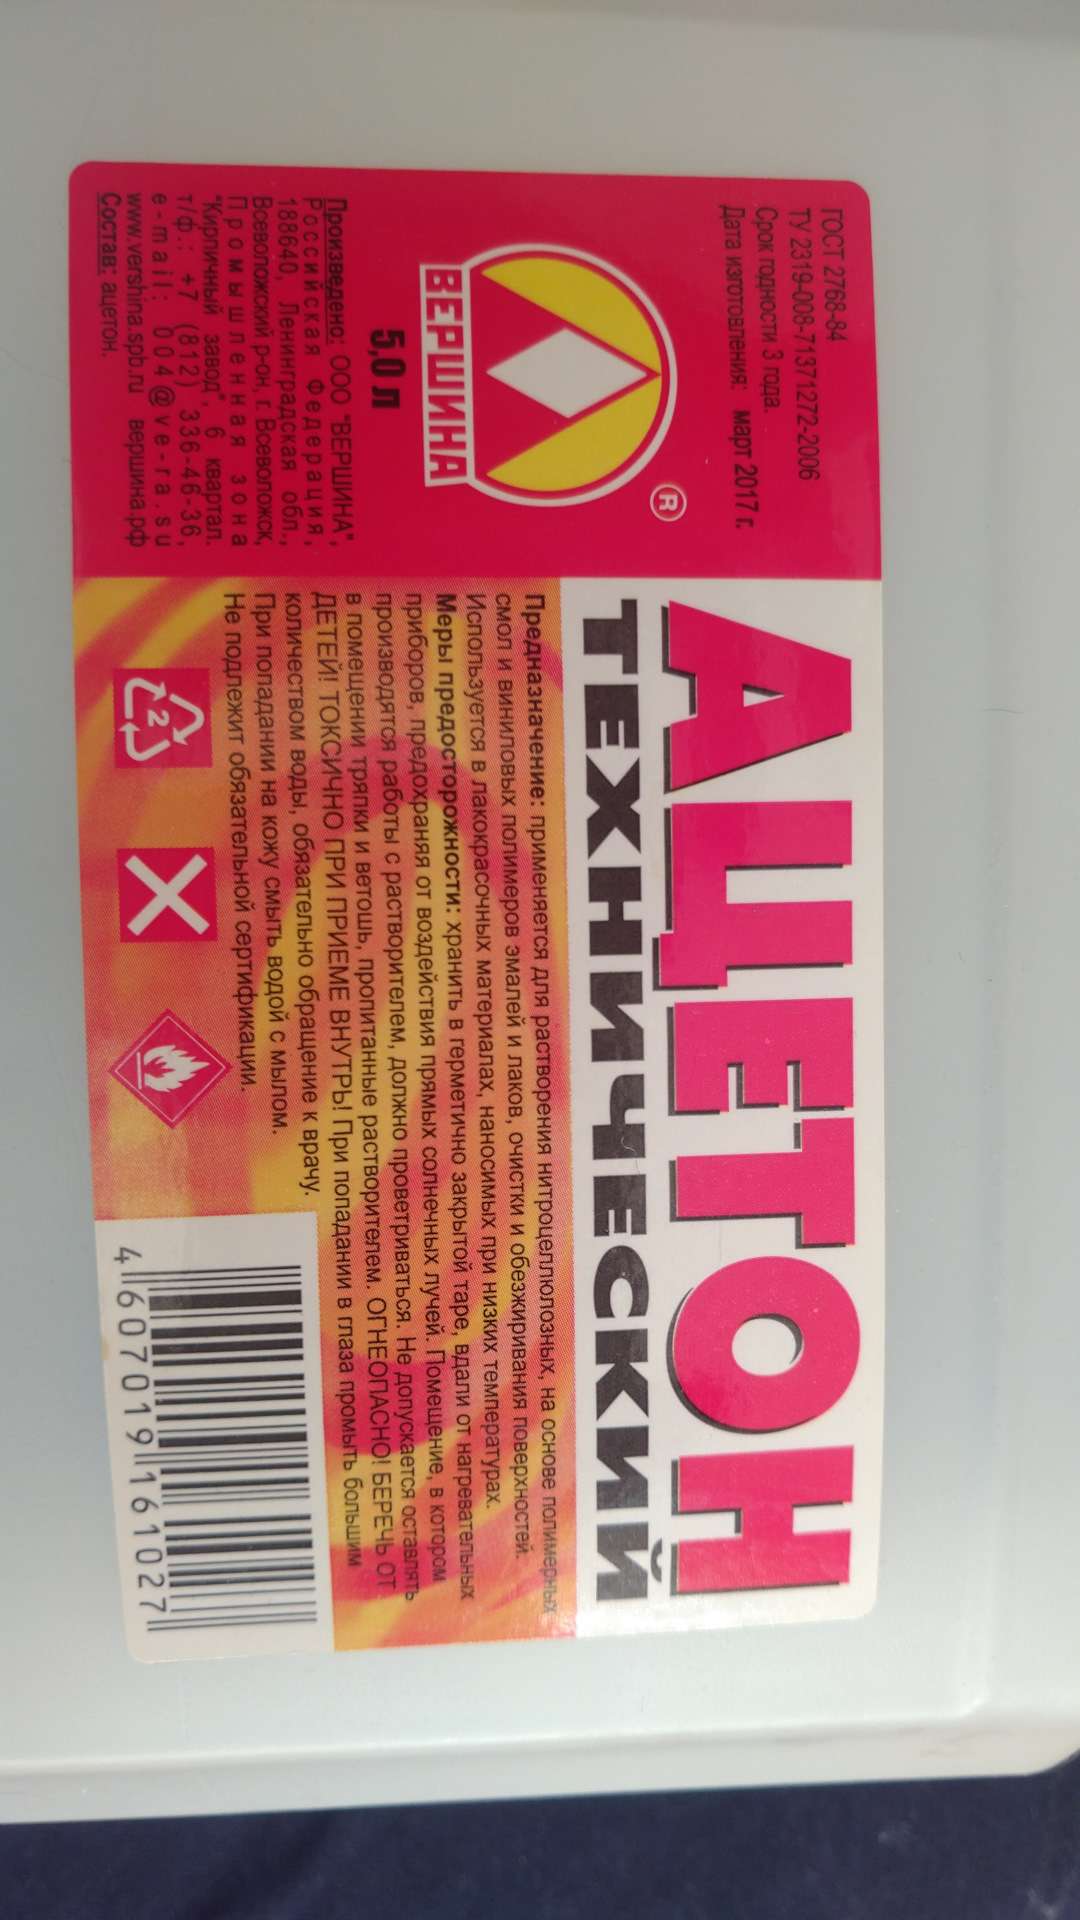 ГОСТ 2768-84
ТУ 2319-008-71371272-2006
Срок годности 3 года.
Дата изготовления: март 2017 г.
®
ВЕРШИНА
5,0 л
Произведено: ООО "ВЕРШИНА",
Российская Федерация,
188640, Ленинградская обл.,
Всеволожский р-он, г. Всеволожск,
Промышленная зона
"Кирпичный завод", 6 квартал.
т/ф.: +7 (812) 336-46-36,
e-mail: 004@ve-ra.su
www.vershina.spb.ru вершина.рф
Состав: ацетон.
АЦЕТОН
ТЕХНИЧЕСКИЙ
Предназначение: применяется для растворения нитроцеллюлозных, на основе полимерных
смол и виниловых полимеров эмалей и лаков, очистки и обезжиривания поверхностей.
Используется в лакокрасочных материалах, наносимых при низких температурах.
Меры предосторожности: хранить в герметично закрытой таре, вдали от нагревательных
приборов, предохраняя от воздействия прямых солнечных лучей. Помещение, в котором
производятся работы с растворителем, должно проветриваться. Не допускается оставлять
в помещении тряпки и ветошь, пропитанные растворителем. ОГНЕОПАСНО! БЕРЕЧЬ ОТ
ДЕТЕЙ! ТОКСИЧНО ПРИ ПРИЕМЕ ВНУТРЬ! При попадании в глаза промыть большим
количеством воды, обязательно обращение к врачу.
При попадании на кожу смыть водой с мылом.
Не подлежит обязательной сертификации.
2
4 607019 161027